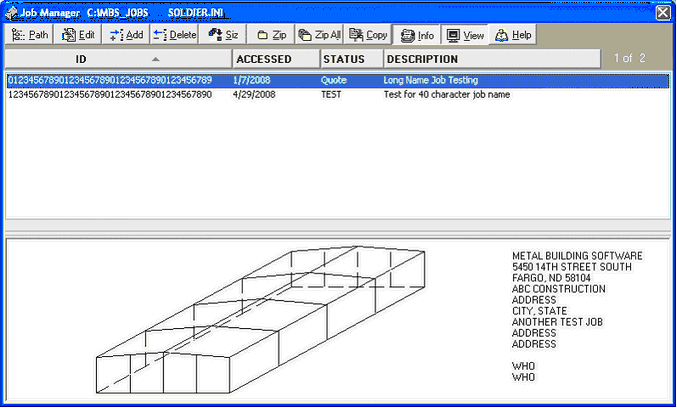 Job Manager C:\MBS_JOBS SOLDIER.INI
Path Edit Add Delete Siz Zip Zip All Copy Info View Help
ID ACCESSED STATUS DESCRIPTION 1 of 2
0123456789012345678901234567890123456789 1/7/2008 Quote Long Name Job Testing
1234567890123456789012345678901234567890 4/29/2008 TEST Test for 40 character job name
METAL BUILDING SOFTWARE
5450 14TH STREET SOUTH
FARGO, ND 58104
ABC CONSTRUCTION
ADDRESS
CITY, STATE
ANOTHER TEST JOB
ADDRESS
ADDRESS
WHO
WHO